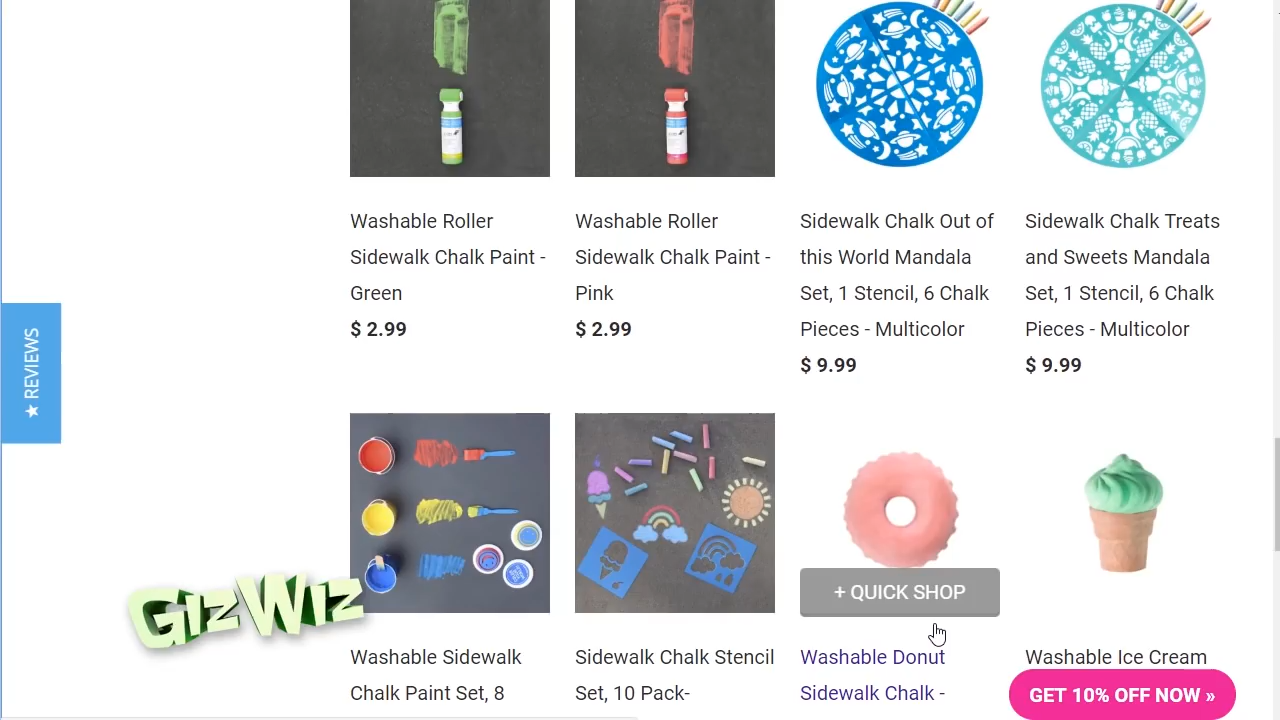 Washable Roller
Sidewalk Chalk Paint -
Green
$ 2.99
Washable Roller
Sidewalk Chalk Paint -
Pink
$ 2.99
Sidewalk Chalk Out of
this World Mandala
Set, 1 Stencil, 6 Chalk
Pieces - Multicolor
$ 9.99
Sidewalk Chalk Treats
and Sweets Mandala
Set, 1 Stencil, 6 Chalk
Pieces - Multicolor
$ 9.99
★ REVIEWS
GizWiz
+ QUICK SHOP
Washable Sidewalk
Chalk Paint Set, 8
Sidewalk Chalk Stencil
Set, 10 Pack-
Washable Donut
Sidewalk Chalk -
Washable Ice Cream
GET 10% OFF NOW »